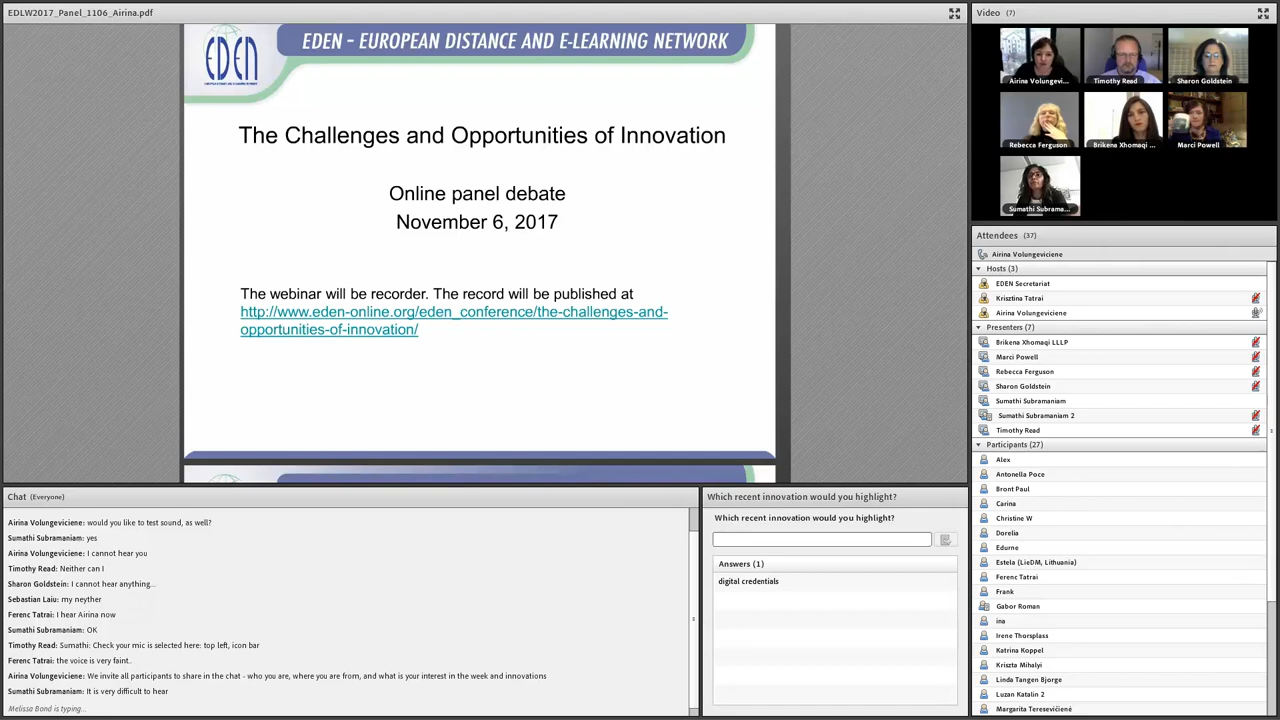 EDLW2017_Panel_1106_Airina.pdf
EDEN
EDEN - EUROPEAN DISTANCE AND E-LEARNING NETWORK
The Challenges and Opportunities of Innovation
Online panel debate
November 6, 2017
The webinar will be recorder. The record will be published at
http://www.eden-online.org/eden_conference/the-challenges-and-
opportunities-of-innovation/
Video (7)
Airina Volungevi...
Timothy Read
Sharon Goldstein
Rebecca Ferguson
Brikena Xhomaqi ...
Marci Powell
Sumathi Subrama...
Attendees (37)
Airina Volungeviciene
Hosts (3)
EDEN Secretariat
Krisztina Tatrai
Airina Volungeviciene
Presenters (7)
Brikena Xhomaqi LLLP
Marci Powell
Rebecca Ferguson
Sharon Goldstein
Sumathi Subramaniam
Sumathi Subramaniam 2
Timothy Read
Participants (27)
Alex
Antonella Poce
Bront Paul
Carina
Christine W
Dorelia
Edurne
Estela (LieDM, Lithuania)
Ferenc Tatrai
Frank
Gabor Roman
ina
Irene Thorsplass
Katrina Koppel
Kriszta Mihalyi
Linda Tangen Bjorge
Luzan Katalin 2
Margarita Teresevičienė
Chat (Everyone)
Airina Volungeviciene: would you like to test sound, as well?
Sumathi Subramaniam: yes
Airina Volungeviciene: I cannot hear you
Timothy Read: Neither can I
Sharon Goldstein: I cannot hear anything...
Sebastian Laiu: my neyther
Ferenc Tatrai: I hear Airina now
Sumathi Subramaniam: OK
Timothy Read: Sumathi: Check your mic is selected here: top left, icon bar
Ferenc Tatrai: the voice is very faint..
Airina Volungeviciene: We invite all participants to share in the chat - who you are, where you are from, and what is your interest in the week and innovations
Sumathi Subramaniam: It is very difficult to hear
Melissa Bond is typing...
Which recent innovation would you highlight?
Which recent innovation would you highlight?
Answers (1)
digital credentials